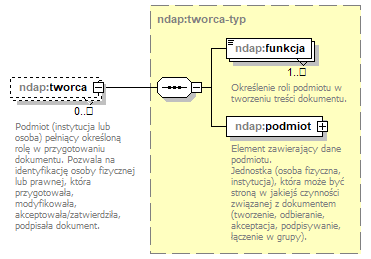 ndap:tworca-typ
ndap:funkcja
1..
Określenie roli podmiotu w
tworzeniu treści dokumentu.
ndap:tworca
0..
Podmiot (instytucja lub
osoba) pełniący określoną
rolę w przygotowaniu
dokumentu. Pozwala na
identyfikację osoby fizycznej
lub prawnej, która
przygotowała,
modyfikowała,
akceptowała/zatwierdziła,
podpisała dokument.
ndap:podmiot
Element zawierający dane
podmiotu.
Jednostka (osoba fizyczna,
instytucja), która może być
stroną w jakiejś czynności
związanej z dokumentem
(tworzenie, odbieranie,
akceptacja, podpisywanie,
łączenie w grupy).